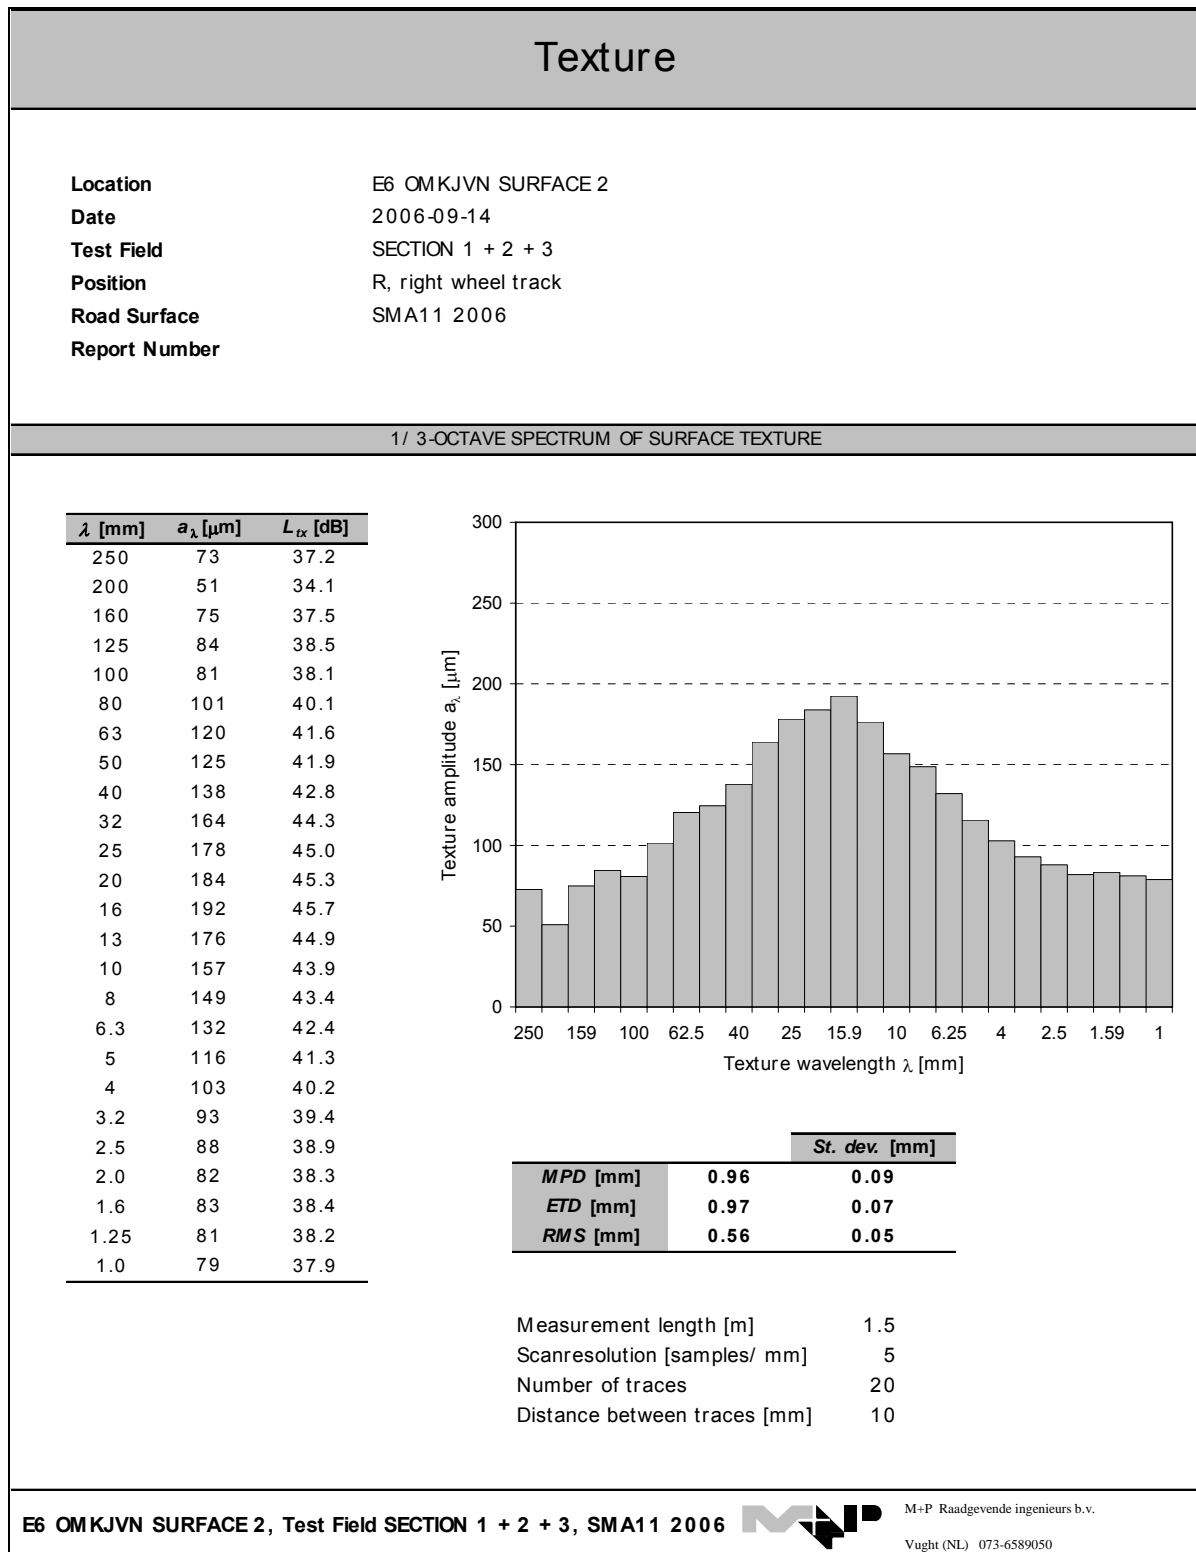 Texture
Location E6 OMKJVN SURFACE 2
Date 2006-09-14
Test Field SECTION 1 + 2 + 3
Position R, right wheel track
Road Surface SMA11 2006
Report Number
1/ 3-OCTAVE SPECTRUM OF SURFACE TEXTURE
λ [mm] aλ [μm] Ltx [dB]
250 73 37.2
200 51 34.1
160 75 37.5
125 84 38.5
100 81 38.1
80 101 40.1
63 120 41.6
50 125 41.9
40 138 42.8
32 164 44.3
25 178 45.0
20 184 45.3
16 192 45.7
13 176 44.9
10 157 43.9
8 149 43.4
6.3 132 42.4
5 116 41.3
4 103 40.2
3.2 93 39.4
2.5 88 38.9
2.0 82 38.3
1.6 83 38.4
1.25 81 38.2
1.0 79 37.9
Texture amplitude aλ [μm]
300
250
200
150
100
50
0
250 159 100 62.5 40 25 15.9 10 6.25 4 2.5 1.59 1
Texture wavelength λ [mm]
St. dev. [mm]
MPD [mm] 0.96 0.09
ETD [mm] 0.97 0.07
RMS [mm] 0.56 0.05
Measurement length [m] 1.5
Scanresolution [samples/ mm] 5
Number of traces 20
Distance between traces [mm] 10
E6 OMKJVN SURFACE 2, Test Field SECTION 1 + 2 + 3, SMA11 2006
M+P
M+P Raadgevende ingenieurs b.v.
Vught (NL) 073-6589050